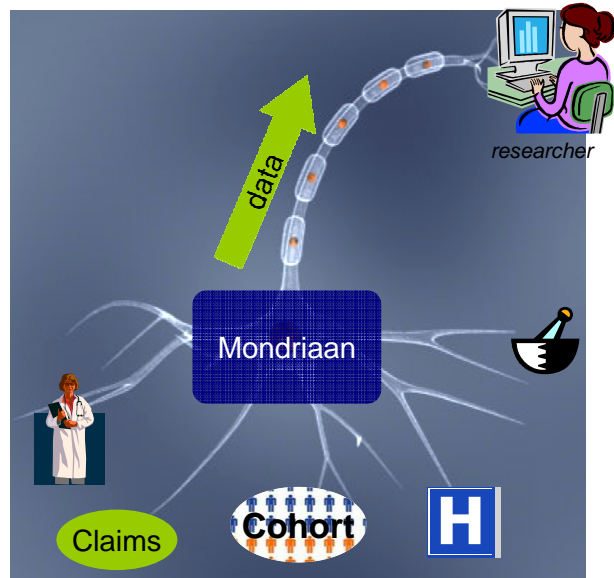 researcher
data
Mondriaan
Claims
Cohort
H